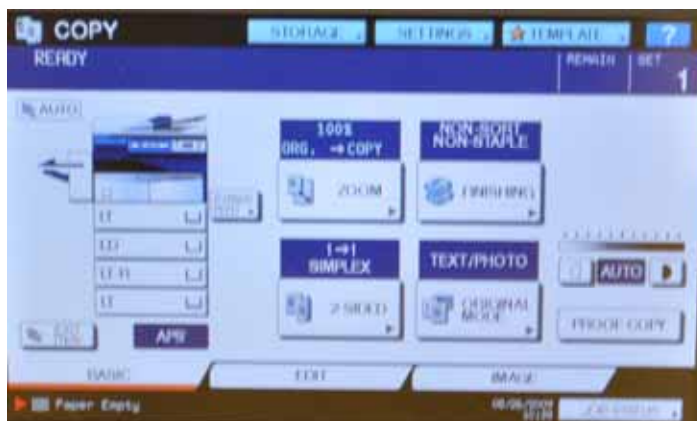 COPY
STORAGE
SETTINGS
TEMPLATE
?
READY
REMAIN
SET
1
AUTO
100%
ORG. → COPY
ZOOM
NON-SORT
NON-STAPLE
FINISHING
LT
LD
LT-R
LT
1→1
SIMPLEX
2-SIDED
TEXT/PHOTO
ORIGINAL
MODE
AUTO
PROOF COPY
APS
BASIC
EDIT
IMAGE
Paper Empty
JOB STATUS